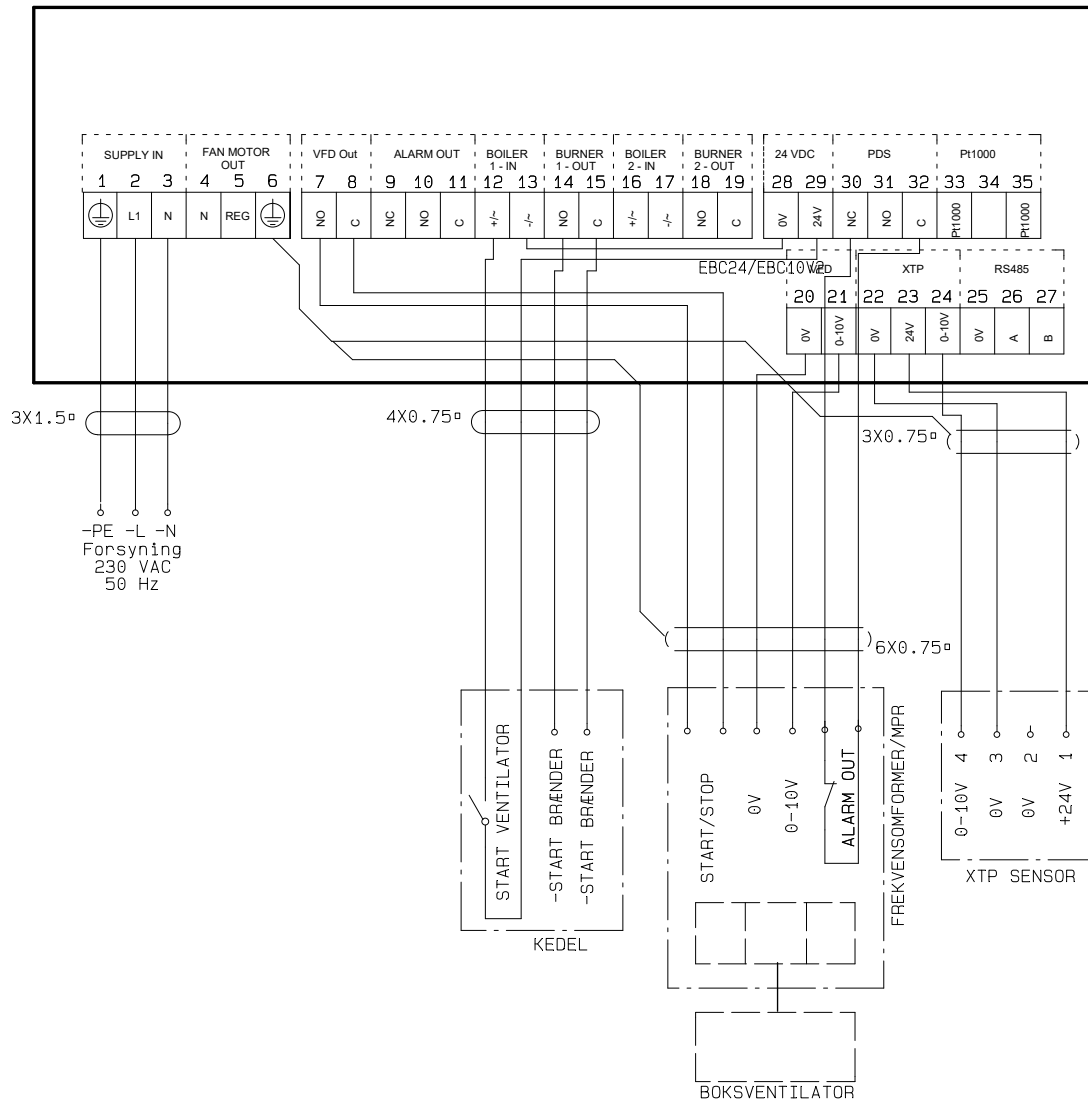 SUPPLY IN
FAN MOTOR
OUT
VFD Out
ALARM OUT
BOILER
1 - IN
BURNER
1 - OUT
BOILER
2 - IN
BURNER
2 - OUT
24 VDC
PDS
Pt1000
1 2 3 4 5 6 7 8 9 10 11 12 13 14 15 16 17 18 19 28 29 30 31 32 33 34 35
L1 N N REG NO C NC NO C +/~ -/~ NO C +/~ -/~ NO C 0V 24V NC NO C Pt1000 Pt1000
EBC24/EBC10V2
VFD
XTP
RS485
20 21 22 23 24 25 26 27
0V 0-10V 0V 24V 0-10V 0V A B
3X1.5▫
4X0.75▫
3X0.75▫
-PE -L -N
Forsyning
230 VAC
50 Hz
6X0.75▫
START VENTILATOR
-START BRÆNDER
-START BRÆNDER
KEDEL
START/STOP
0V
0-10V
ALARM OUT
FREKVENSOMFORMER/MPR
BOKSVENTILATOR
0-10V 4
0V 3
0V 2
+24V 1
XTP SENSOR